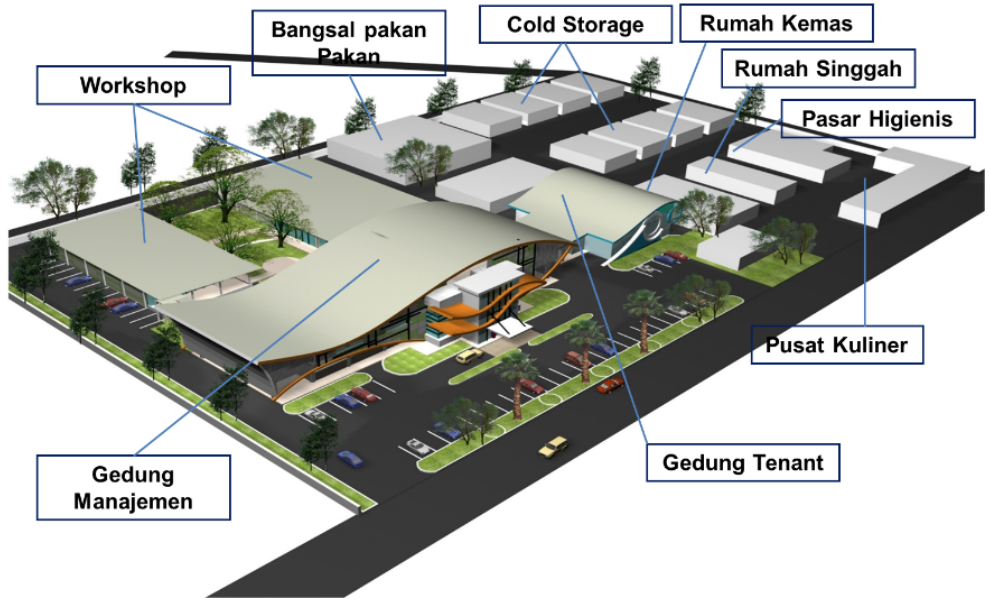 Bangsal pakan
Pakan
Cold Storage
Rumah Kemas
Workshop
Rumah Singgah
Pasar Higienis
Pusat Kuliner
Gedung
Manajemen
Gedung Tenant